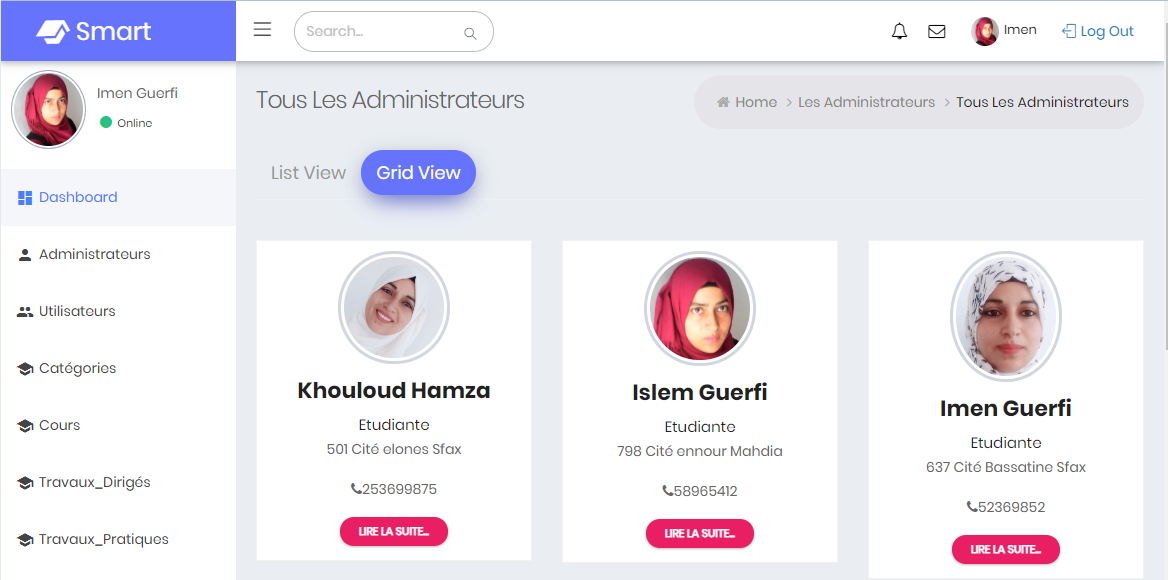 Smart
Search...
Imen
Log Out
Imen Guerfi
Online
Tous Les Administrateurs
Home > Les Administrateurs > Tous Les Administrateurs
List View
Grid View
Dashboard
Administrateurs
Utilisateurs
Catégories
Cours
Travaux_Dirigés
Travaux_Pratiques
Khouloud Hamza
Etudiante
501 Cité elones Sfax
253699875
LIRE LA SUITE...
Islem Guerfi
Etudiante
798 Cité ennour Mahdia
58965412
LIRE LA SUITE...
Imen Guerfi
Etudiante
637 Cité Bassatine Sfax
52369852
LIRE LA SUITE...